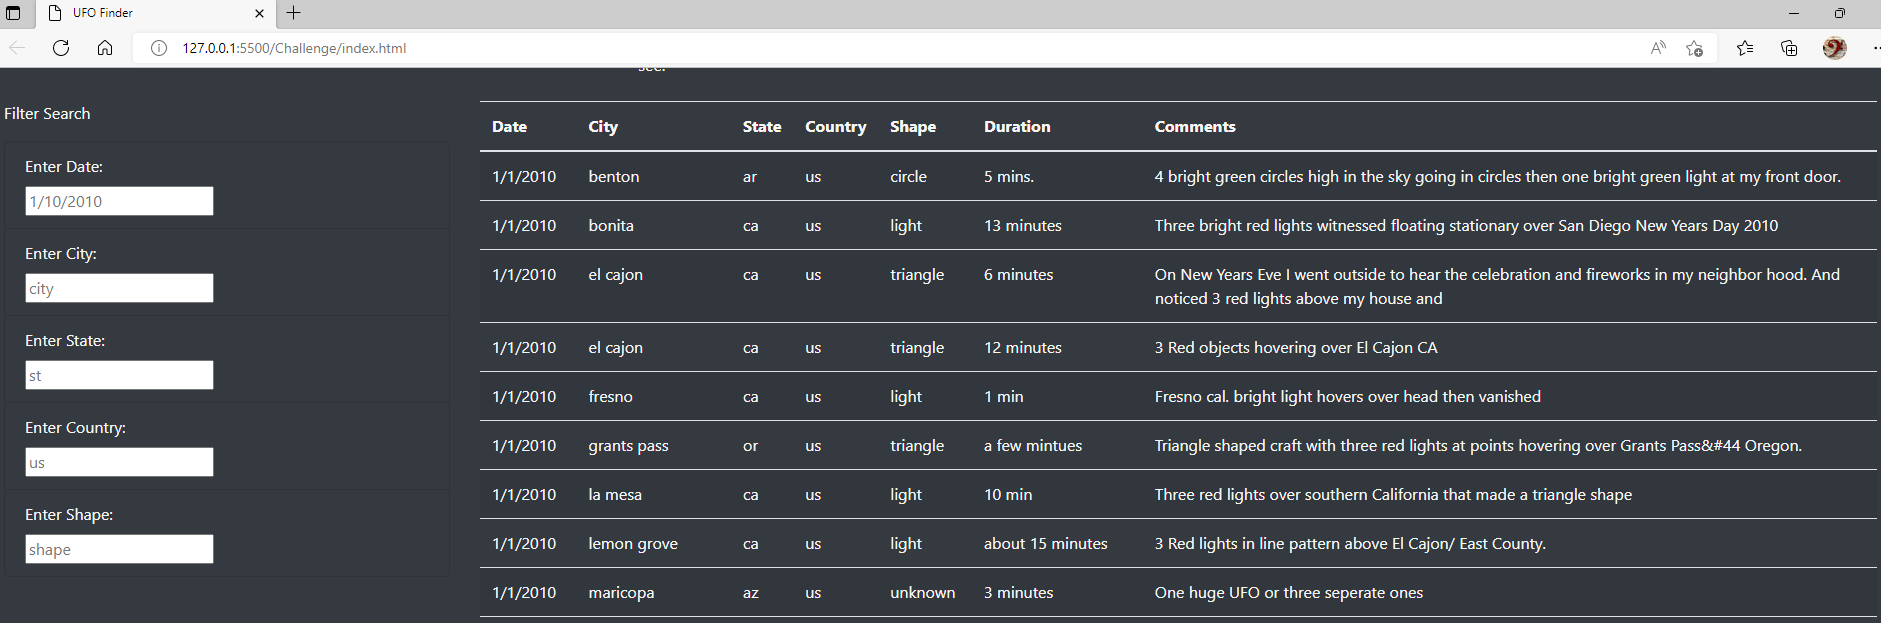 UFO Finder
127.0.0.1:5500/Challenge/index.html
sec.
Filter Search
Enter Date:
1/10/2010
Enter City:
city
Enter State:
st
Enter Country:
us
Enter Shape:
shape
Date City State Country Shape Duration Comments
1/1/2010 benton ar us circle 5 mins. 4 bright green circles high in the sky going in circles then one bright green light at my front door.
1/1/2010 bonita ca us light 13 minutes Three bright red lights witnessed floating stationary over San Diego New Years Day 2010
1/1/2010 el cajon ca us triangle 6 minutes On New Years Eve I went outside to hear the celebration and fireworks in my neighbor hood. And
noticed 3 red lights above my house and
1/1/2010 el cajon ca us triangle 12 minutes 3 Red objects hovering over El Cajon CA
1/1/2010 fresno ca us light 1 min Fresno cal. bright light hovers over head then vanished
1/1/2010 grants pass or us triangle a few mintues Triangle shaped craft with three red lights at points hovering over Grants Pass&#44 Oregon.
1/1/2010 la mesa ca us light 10 min Three red lights over southern California that made a triangle shape
1/1/2010 lemon grove ca us light about 15 minutes 3 Red lights in line pattern above El Cajon/ East County.
1/1/2010 maricopa az us unknown 3 minutes One huge UFO or three seperate ones